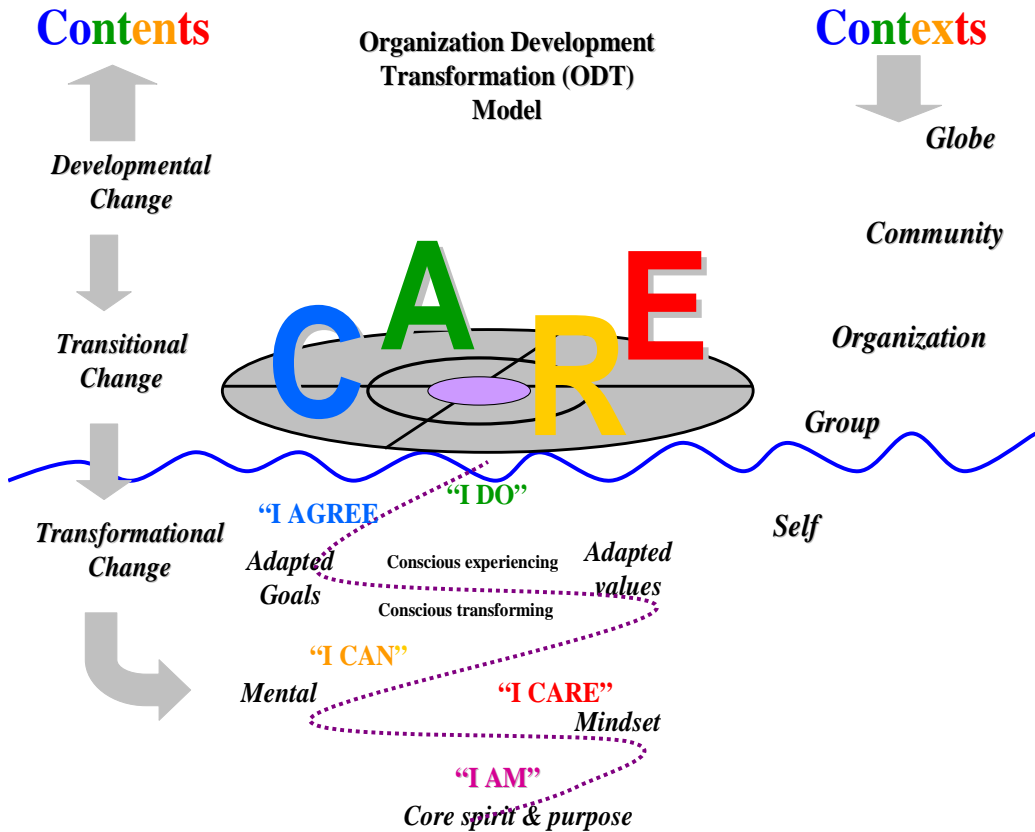 Contents
Organization Development
Transformation (ODT)
Model
Contexts
Globe
Developmental
Change
Community
Transitional
Change
C A R E
Organization
Group
"I DO"
"I AGREE
Transformational
Change
Self
Adapted
Goals
Conscious experiencing
Adapted
values
Conscious transforming
"I CAN"
Mental
"I CARE"
Mindset
"I AM"
Core spirit & purpose